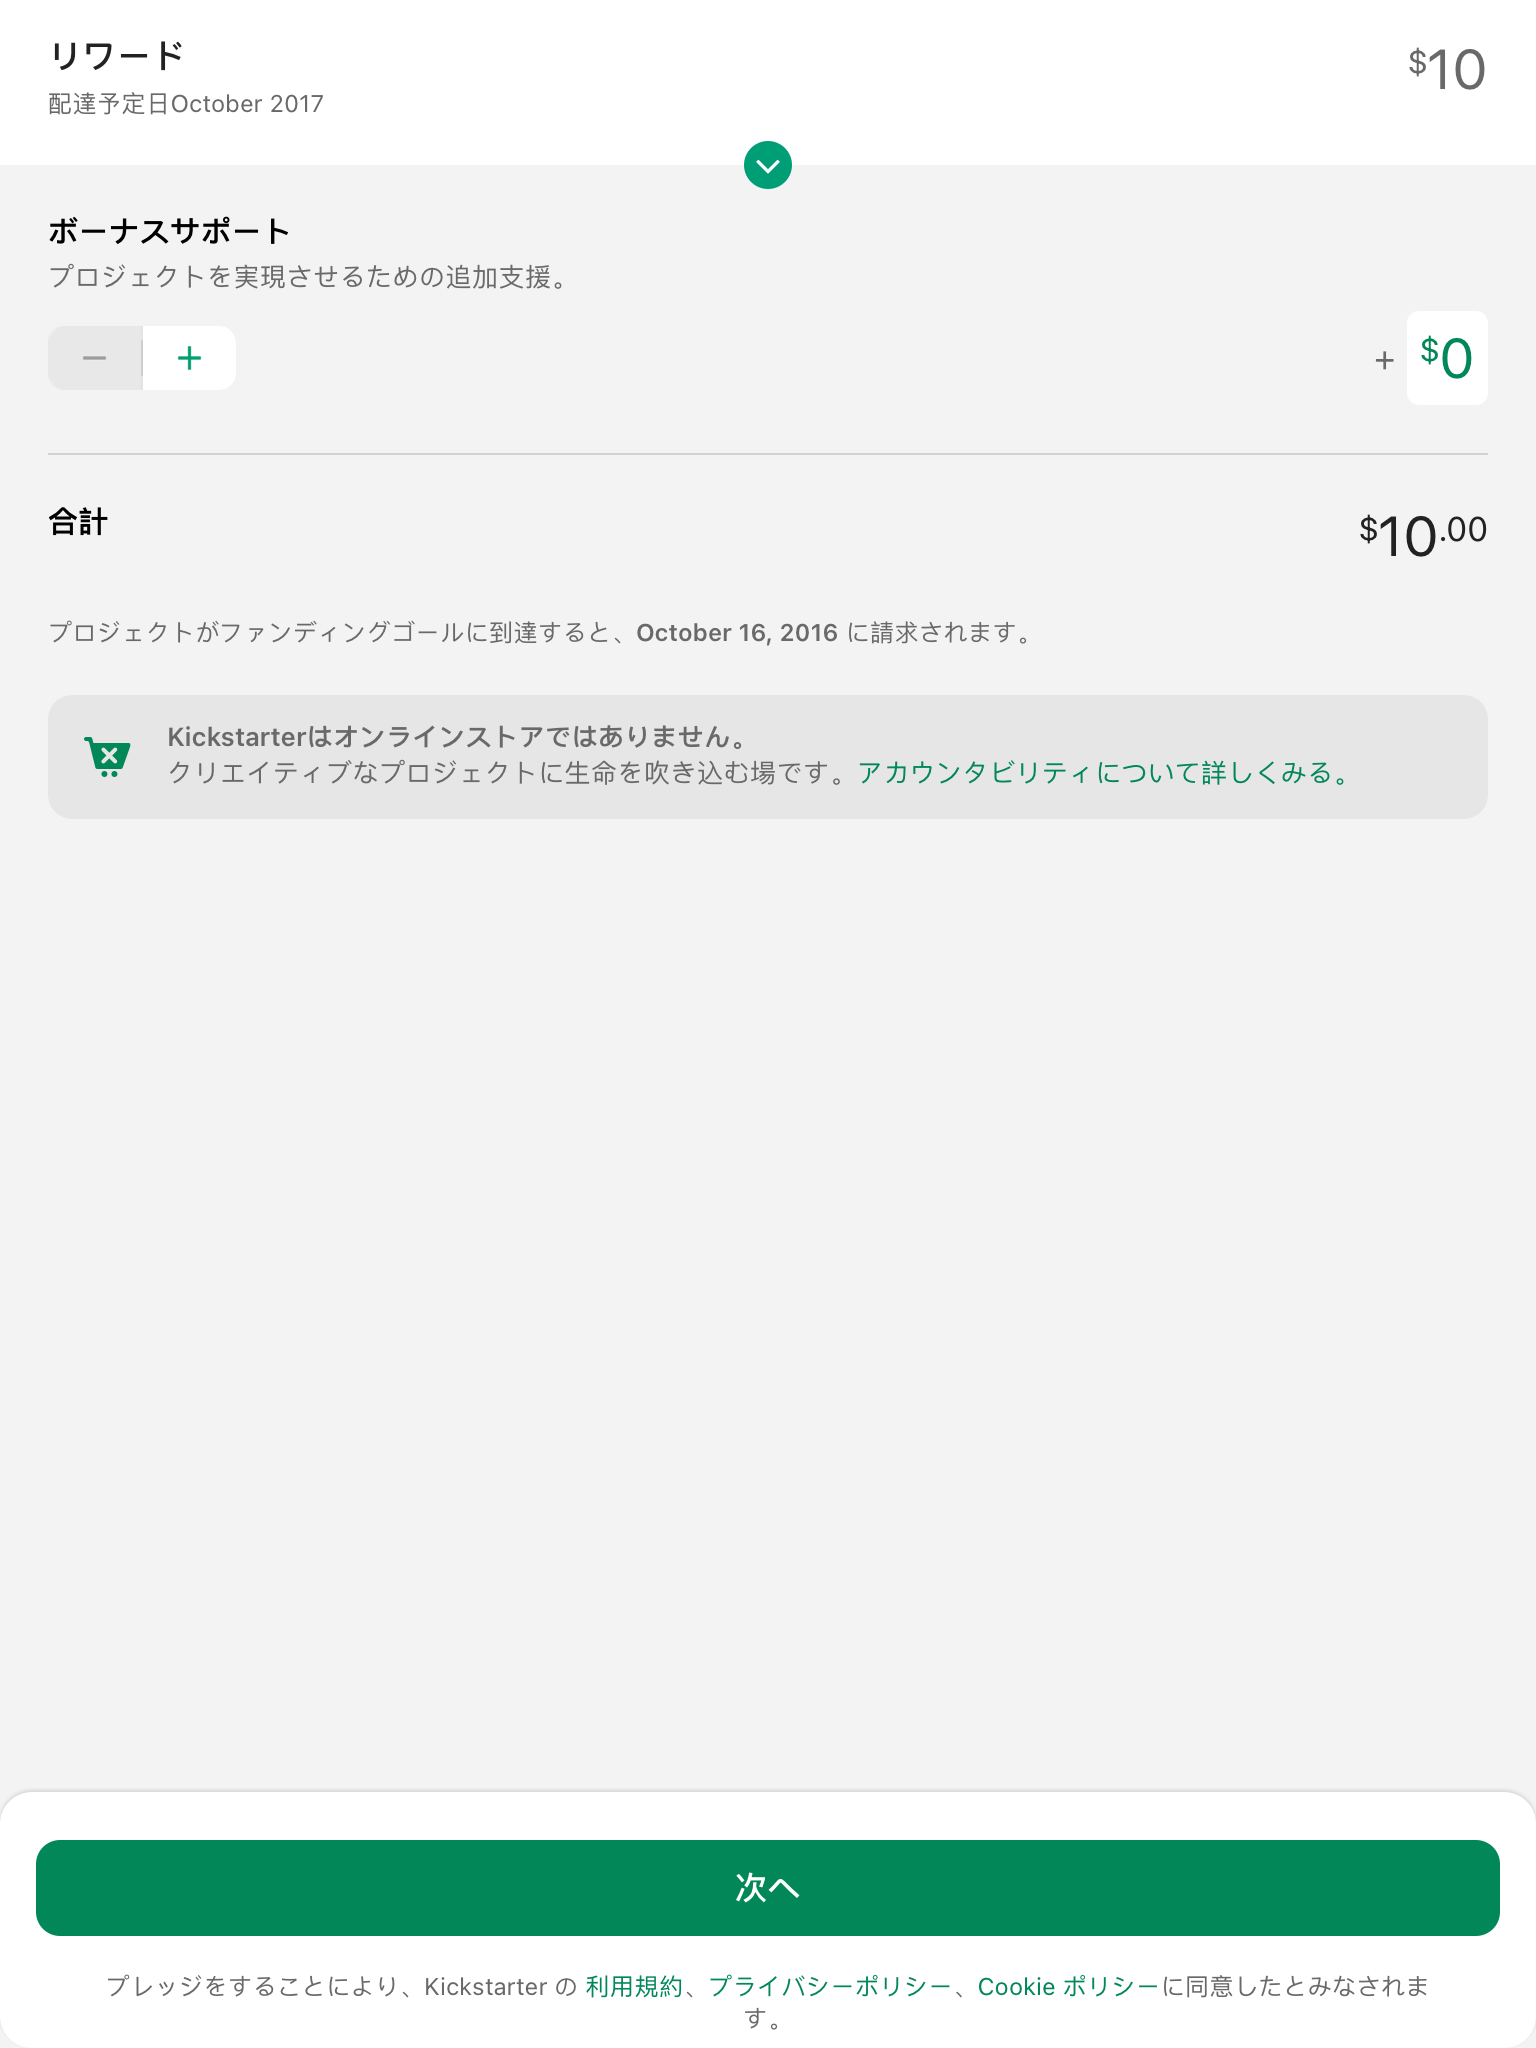 リワード
$10
配達予定日October 2017
ボーナスサポート
プロジェクトを実現させるための追加支援。
− + + $0
合計
$10.00
プロジェクトがファンディングゴールに到達すると、October 16, 2016 に請求されます。
Kickstarterはオンラインストアではありません。
クリエイティブなプロジェクトに生命を吹き込む場です。アカウンタビリティについて詳しくみる。
次へ
プレッジをすることにより、Kickstarter の 利用規約、プライバシーポリシー、Cookie ポリシーに同意したとみなされま
す。